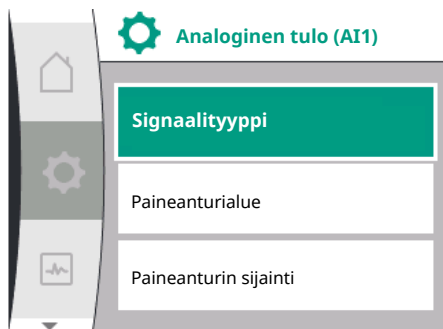 Analoginen tulo (AI1)
Signaalityyppi
Paineanturialue
Paineanturin sijainti